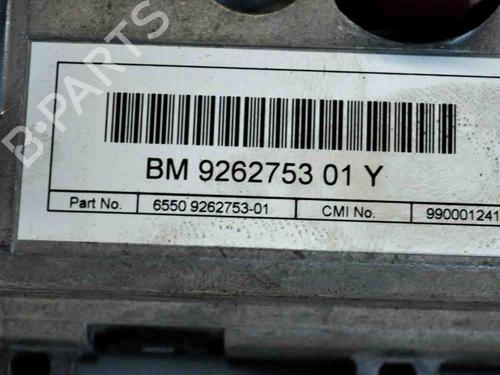 B-PARTS
BM 9262753 01 Y
Part No. 6550 9262753-01 CMI No. 990001241